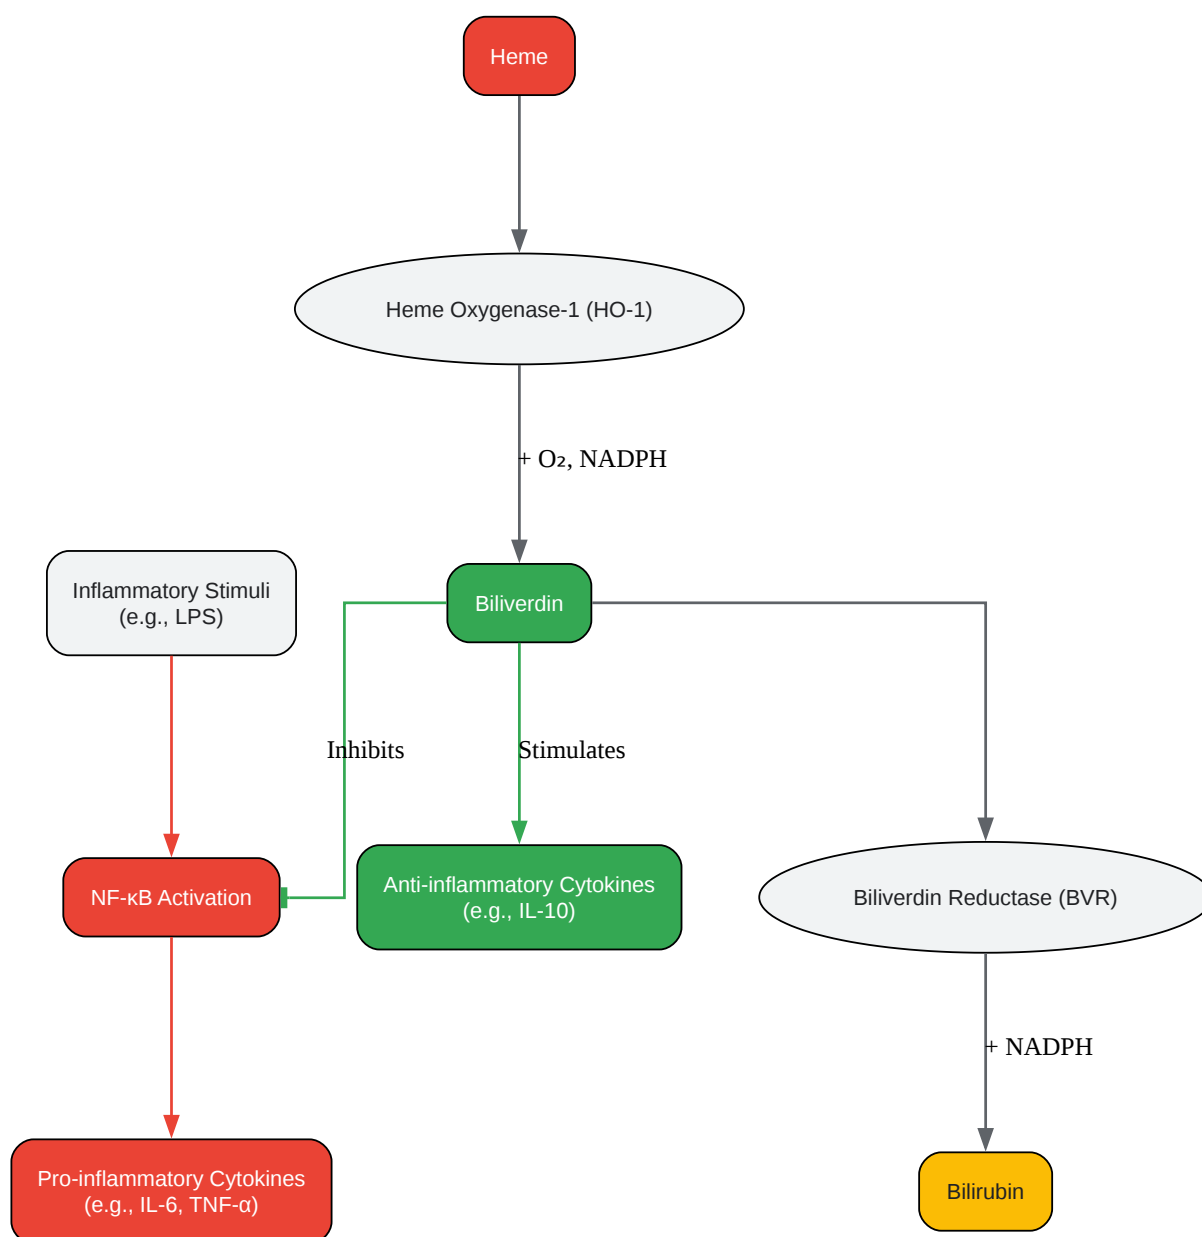 Heme
Heme Oxygenase-1 (HO-1)
+ O₂, NADPH
Inflammatory Stimuli
(e.g., LPS)
Biliverdin
Inhibits
Stimulates
NF-κB Activation
Anti-inflammatory Cytokines
(e.g., IL-10)
Biliverdin Reductase (BVR)
+ NADPH
Pro-inflammatory Cytokines
(e.g., IL-6, TNF-α)
Bilirubin